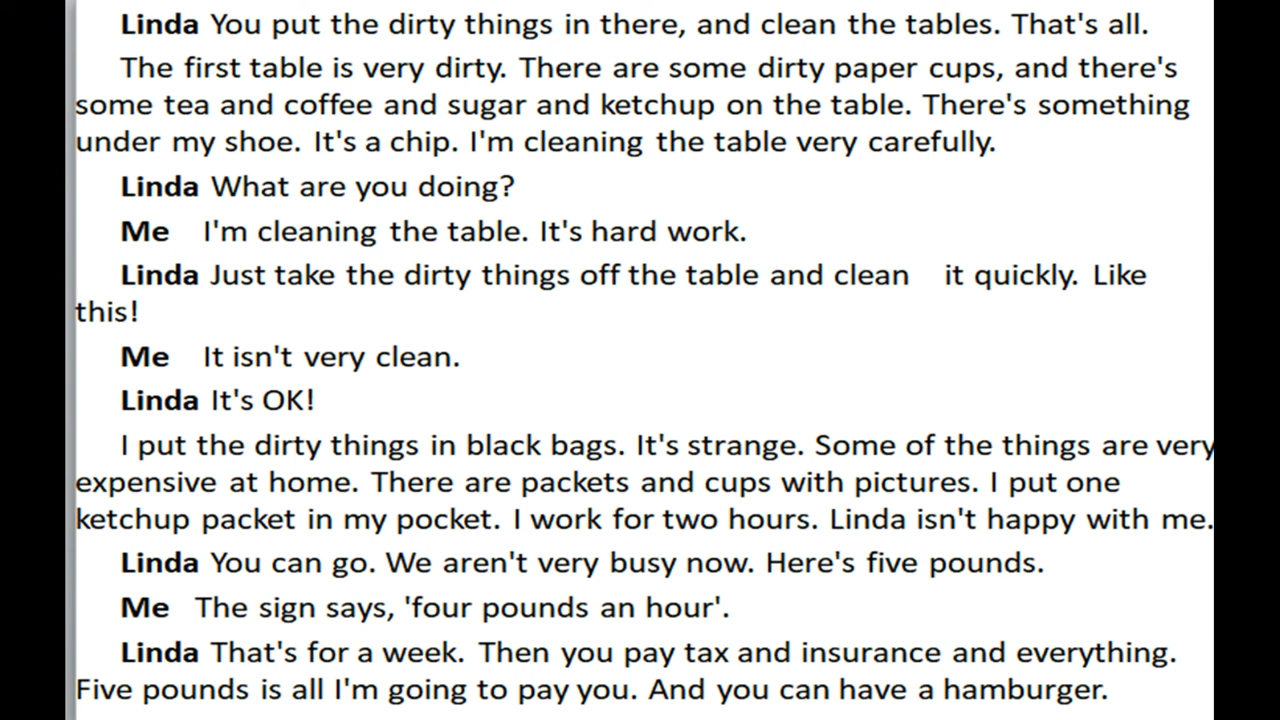 Linda You put the dirty things in there, and clean the tables. That's all.
The first table is very dirty. There are some dirty paper cups, and there's
some tea and coffee and sugar and ketchup on the table. There's something
under my shoe. It's a chip. I'm cleaning the table very carefully.
Linda What are you doing?
Me I'm cleaning the table. It's hard work.
Linda Just take the dirty things off the table and clean it quickly. Like
this!
Me It isn't very clean.
Linda It's OK!
I put the dirty things in black bags. It's strange. Some of the things are very
expensive at home. There are packets and cups with pictures. I put one
ketchup packet in my pocket. I work for two hours. Linda isn't happy with me.
Linda You can go. We aren't very busy now. Here's five pounds.
Me The sign says, 'four pounds an hour'.
Linda That's for a week. Then you pay tax and insurance and everything.
Five pounds is all I'm going to pay you. And you can have a hamburger.